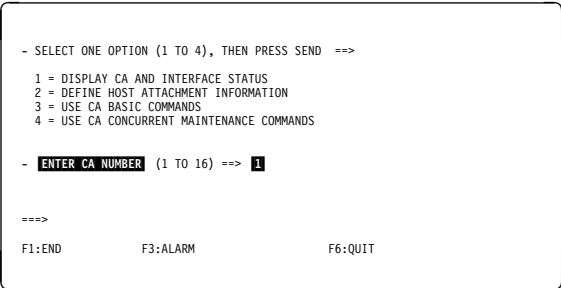 - SELECT ONE OPTION (1 TO 4), THEN PRESS SEND ==>
1 = DISPLAY CA AND INTERFACE STATUS
2 = DEFINE HOST ATTACHMENT INFORMATION
3 = USE CA BASIC COMMANDS
4 = USE CA CONCURRENT MAINTENANCE COMMANDS
- ENTER CA NUMBER (1 TO 16) ==> 1
===>
F1:END F3:ALARM F6:QUIT